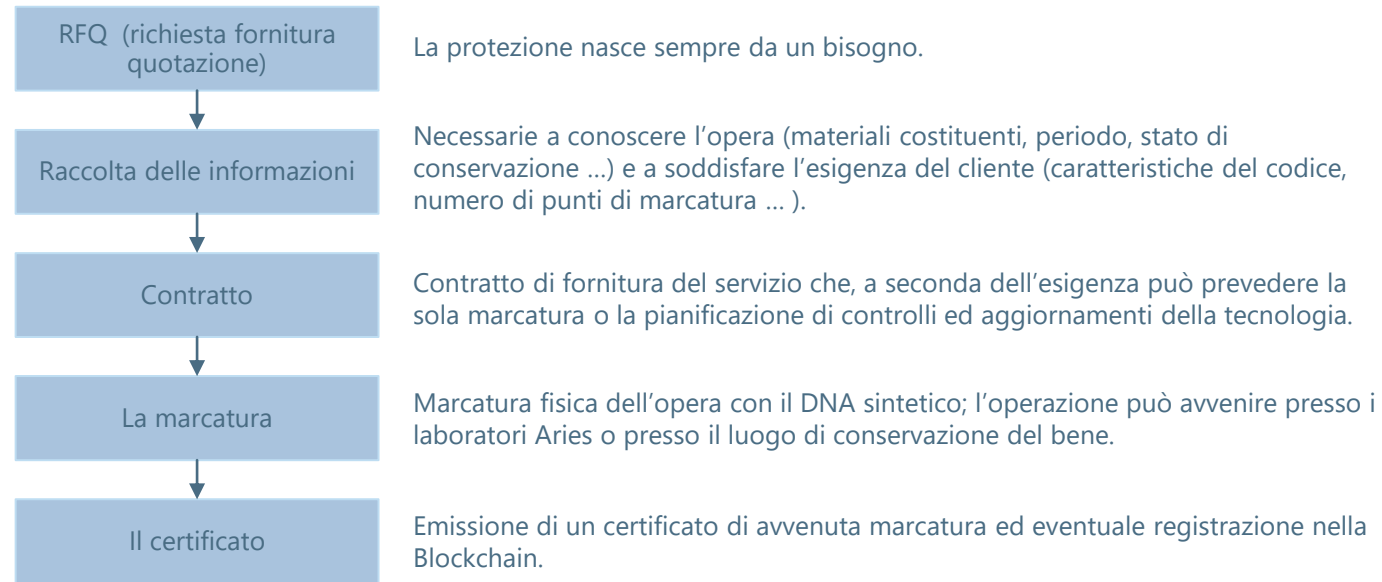 RFQ  (richiesta fornitura
quotazione)
La protezione nasce sempre da un bisogno.
Raccolta delle informazioni
Necessarie a conoscere l’opera (materiali costituenti, periodo, stato di
conservazione …) e a soddisfare l’esigenza del cliente (caratteristiche del codice,
numero di punti di marcatura … ).
Contratto
Contratto di fornitura del servizio che, a seconda dell’esigenza può prevedere la
sola marcatura o la pianificazione di controlli ed aggiornamenti della tecnologia.
La marcatura
Marcatura fisica dell’opera con il DNA sintetico; l’operazione può avvenire presso i
laboratori Aries o presso il luogo di conservazione del bene.
Il certificato
Emissione di un certificato di avvenuta marcatura ed eventuale registrazione nella
Blockchain.